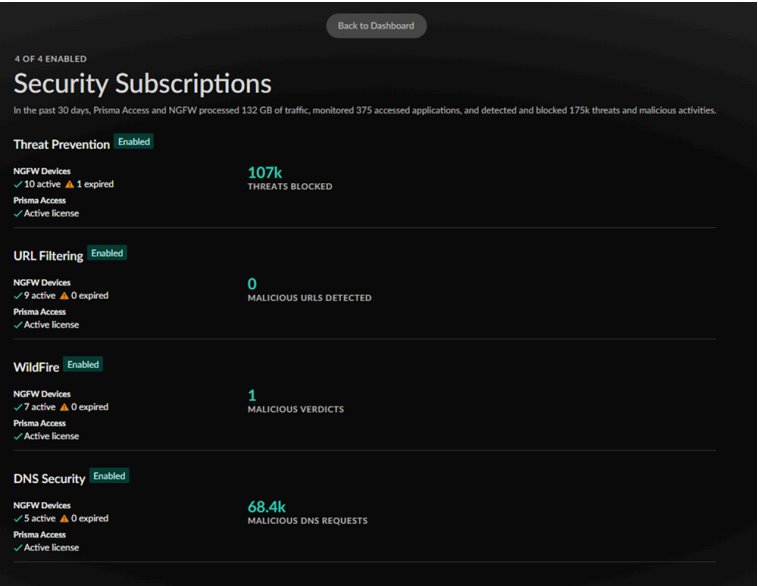 Back to Dashboard
4 OF 4 ENABLED
Security Subscriptions
In the past 30 days, Prisma Access and NGFW processed 132 GB of traffic, monitored 375 accessed applications, and detected and blocked 175k threats and malicious activities.
Threat Prevention Enabled
NGFW Devices
10 active 1 expired
Prisma Access
Active license
107k
THREATS BLOCKED
URL Filtering Enabled
NGFW Devices
9 active 0 expired
Prisma Access
Active license
0
MALICIOUS URLS DETECTED
WildFire Enabled
NGFW Devices
7 active 0 expired
Prisma Access
Active license
1
MALICIOUS VERDICTS
DNS Security Enabled
NGFW Devices
5 active 0 expired
Prisma Access
Active license
68.4k
MALICIOUS DNS REQUESTS